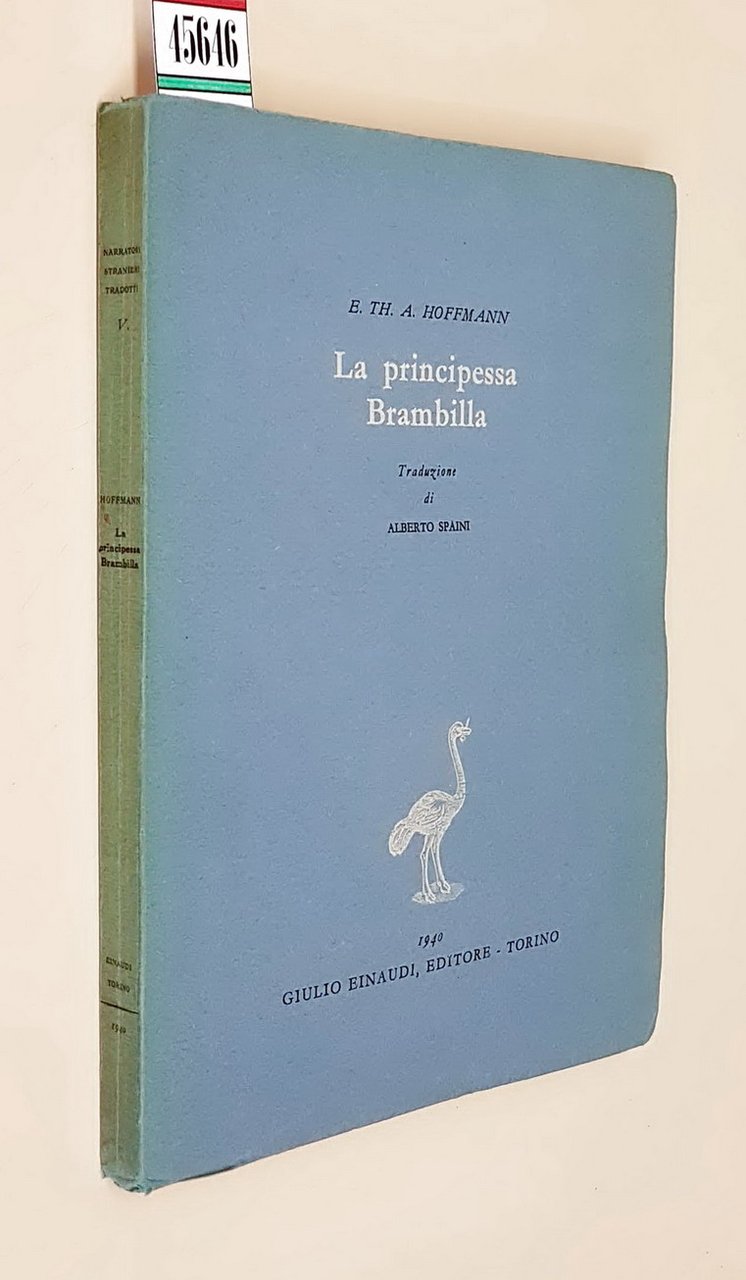 45646
NARRATORI
STRANIERI
TRADOTTI
V.
HOFFMANN
La
principessa
Brambilla
EINAUDI
TORINO
1940
E. TH. A. HOFFMANN
La principessa
Brambilla
Traduzione
di
ALBERTO SPAINI
1940
GIULIO EINAUDI, EDITORE - TORINO